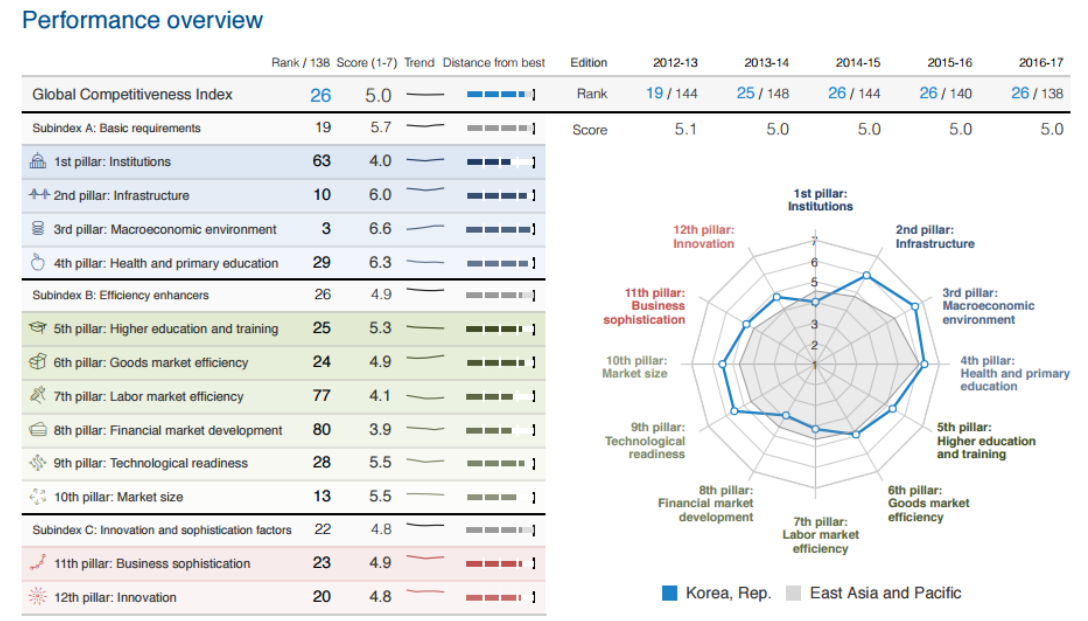 Performance overview
Rank / 138 Score (1-7) Trend Distance from best
Global Competitiveness Index 26 5.0
Subindex A: Basic requirements 19 5.7
1st pillar: Institutions 63 4.0
2nd pillar: Infrastructure 10 6.0
3rd pillar: Macroeconomic environment 3 6.6
4th pillar: Health and primary education 29 6.3
Subindex B: Efficiency enhancers 26 4.9
5th pillar: Higher education and training 25 5.3
6th pillar: Goods market efficiency 24 4.9
7th pillar: Labor market efficiency 77 4.1
8th pillar: Financial market development 80 3.9
9th pillar: Technological readiness 28 5.5
10th pillar: Market size 13 5.5
Subindex C: Innovation and sophistication factors 22 4.8
11th pillar: Business sophistication 23 4.9
12th pillar: Innovation 20 4.8
Edition 2012-13 2013-14 2014-15 2015-16 2016-17
Rank 19 / 144 25 / 148 26 / 144 26 / 140 26 / 138
Score 5.1 5.0 5.0 5.0 5.0
1st pillar:
Institutions
2nd pillar:
Infrastructure
3rd pillar:
Macroeconomic
environment
4th pillar:
Health and primary
education
5th pillar:
Higher education
and training
6th pillar:
Goods market
efficiency
7th pillar:
Labor market
efficiency
8th pillar:
Financial market
development
9th pillar:
Technological
readiness
10th pillar:
Market size
11th pillar:
Business
sophistication
12th pillar:
Innovation
7
6
5
3
2
1
Korea, Rep. East Asia and Pacific